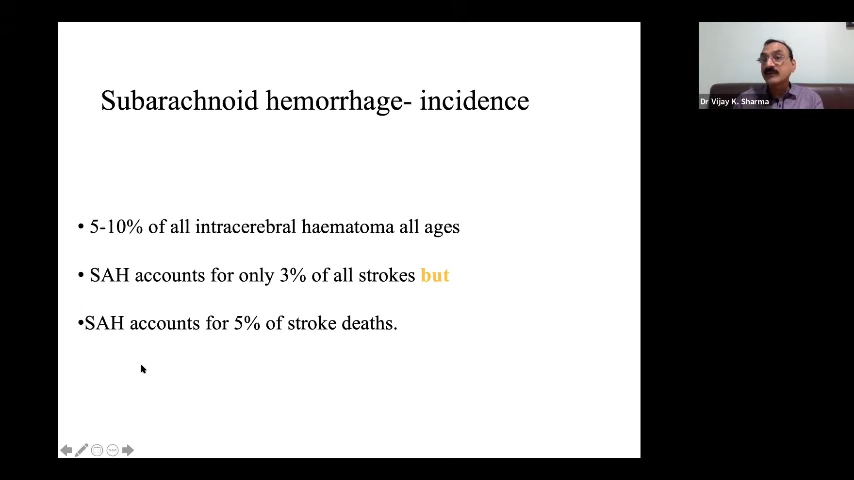 Subarachnoid hemorrhage- incidence
• 5-10% of all intracerebral haematoma all ages
• SAH accounts for only 3% of all strokes but
•SAH accounts for 5% of stroke deaths.
Dr Vijay K. Sharma